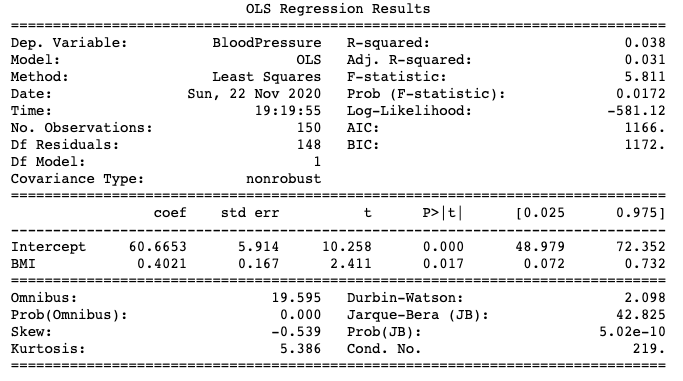 OLS Regression Results
==============================================================================
Dep. Variable: BloodPressure R-squared: 0.038
Model: OLS Adj. R-squared: 0.031
Method: Least Squares F-statistic: 5.811
Date: Sun, 22 Nov 2020 Prob (F-statistic): 0.0172
Time: 19:19:55 Log-Likelihood: -581.12
No. Observations: 150 AIC: 1166.
Df Residuals: 148 BIC: 1172.
Df Model: 1
Covariance Type: nonrobust
==============================================================================
coef std err t P>|t| [0.025 0.975]
------------------------------------------------------------------------------
Intercept 60.6653 5.914 10.258 0.000 48.979 72.352
BMI 0.4021 0.167 2.411 0.017 0.072 0.732
==============================================================================
Omnibus: 19.595 Durbin-Watson: 2.098
Prob(Omnibus): 0.000 Jarque-Bera (JB): 42.825
Skew: -0.539 Prob(JB): 5.02e-10
Kurtosis: 5.386 Cond. No. 219.
==============================================================================